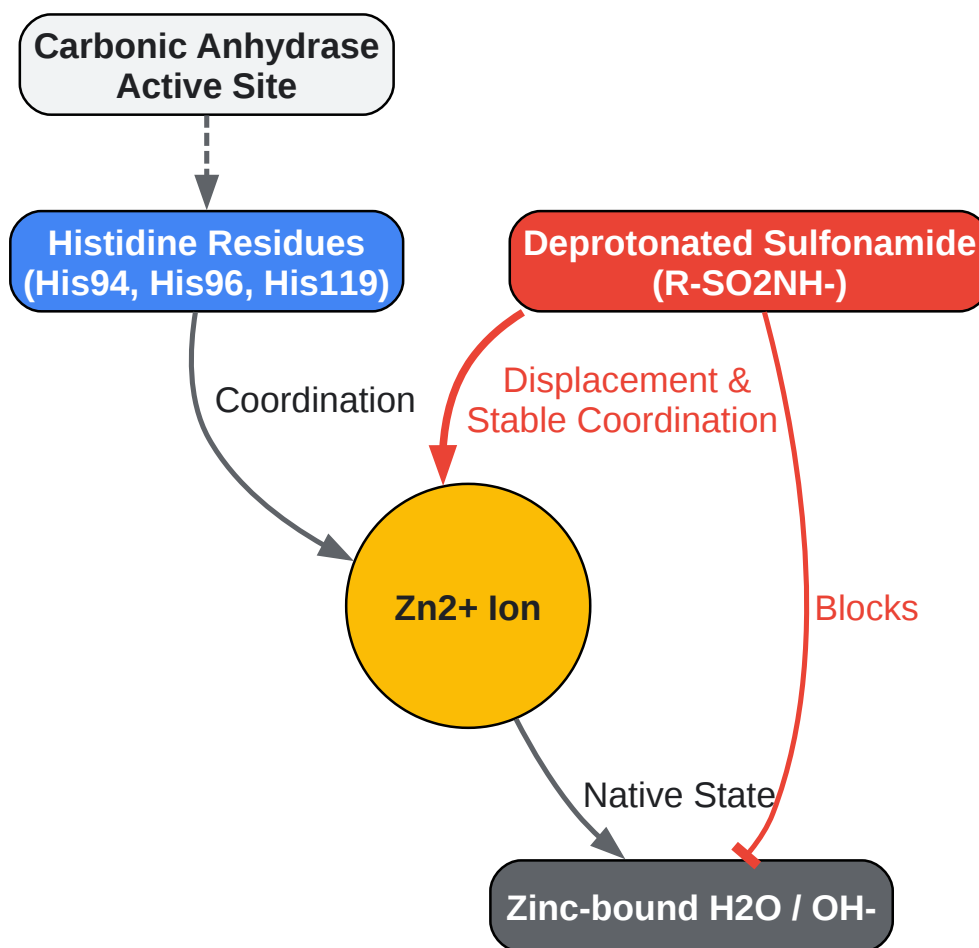 Carbonic Anhydrase
Active Site
Histidine Residues
(His94, His96, His119)
Deprotonated Sulfonamide
(R-SO2NH-)
Coordination
Displacement &
Stable Coordination
Zn2+ Ion
Blocks
Native State
Zinc-bound H2O / OH-